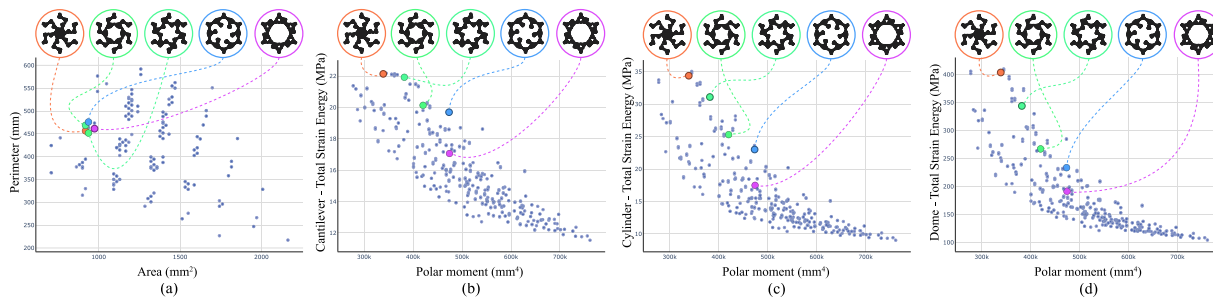 600
550
500
450
400
350
300
250
200
Perimeter (mm)
1000
1500
2000
Area (mm²)
(a)
22
20
18
16
14
12
Cantilever - Total Strain Energy (MPa)
300k
400k
500k
600k
700k
Polar moment (mm⁴)
(b)
35
30
25
20
15
10
Cylinder - Total Strain Energy (MPa)
300k
400k
500k
600k
700k
Polar moment (mm⁴)
(c)
400
350
300
250
200
150
100
Dome - Total Strain Energy (MPa)
200k
300k
400k
500k
600k
700k
Polar moment (mm⁴)
(d)